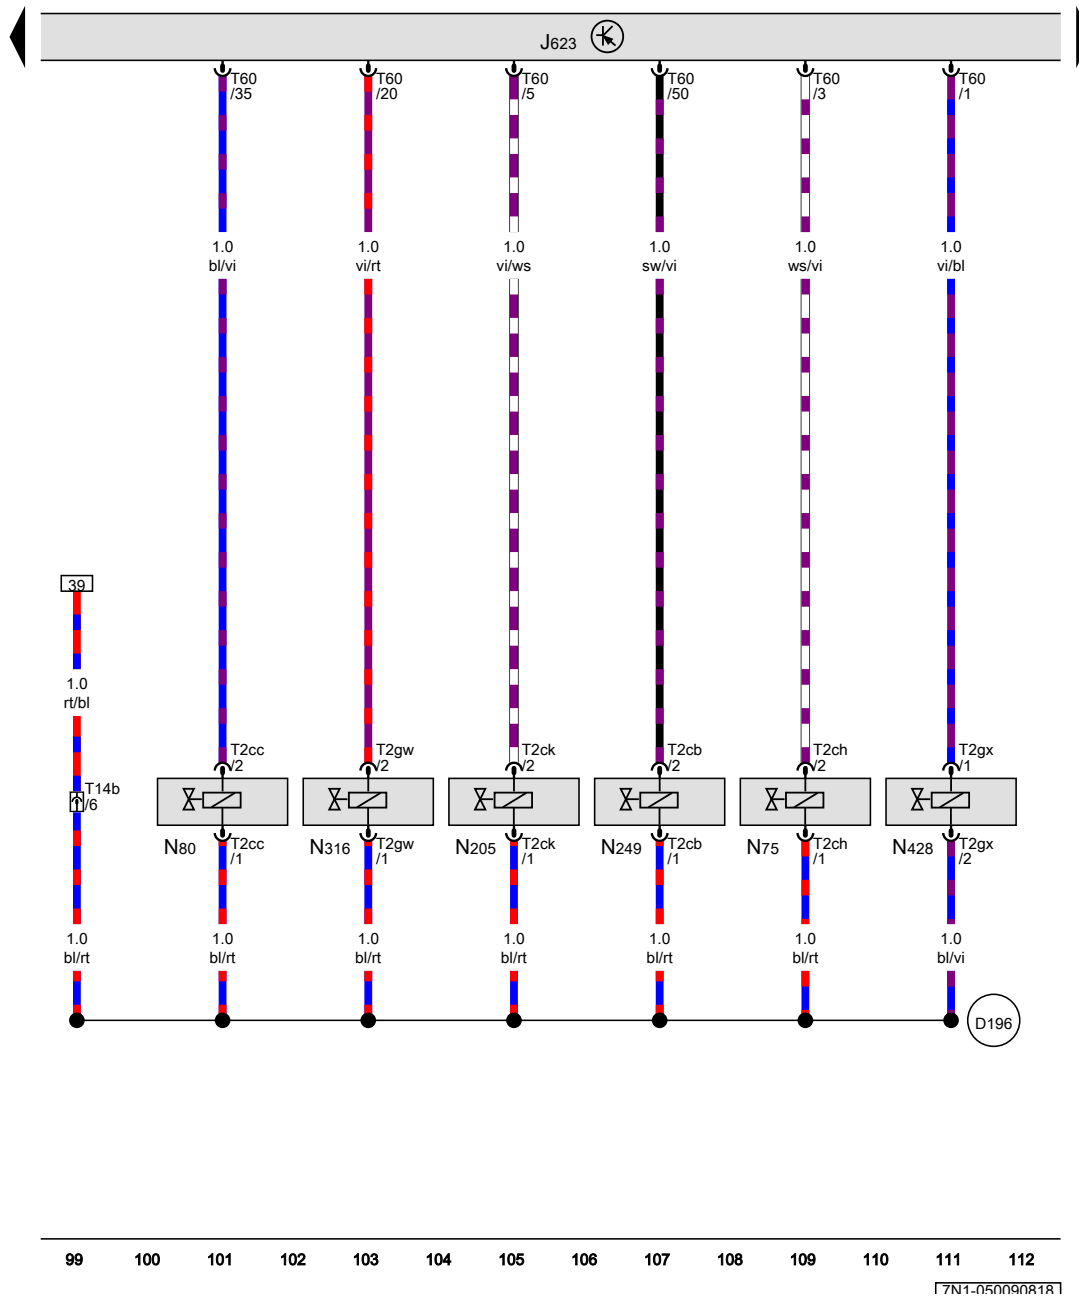 J623
T60
/35
T60
/20
T60
/5
T60
/50
T60
/3
T60
/1
1.0
bl/vi
1.0
vi/rt
1.0
vi/ws
1.0
sw/vi
1.0
ws/vi
1.0
vi/bl
39
1.0
rt/bl
T14b
/6
T2cc
/2
T2gw
/2
T2ck
/2
T2cb
/2
T2ch
/2
T2gx
/1
N80
T2cc
/1
N316
T2gw
/1
N205
T2ck
/1
N249
T2cb
/1
N75
T2ch
/1
N428
T2gx
/2
1.0
bl/rt
1.0
bl/rt
1.0
bl/rt
1.0
bl/rt
1.0
bl/rt
1.0
bl/rt
1.0
bl/vi
D196
99 100 101 102 103 104 105 106 107 108 109 110 111 112
7N1-050090818